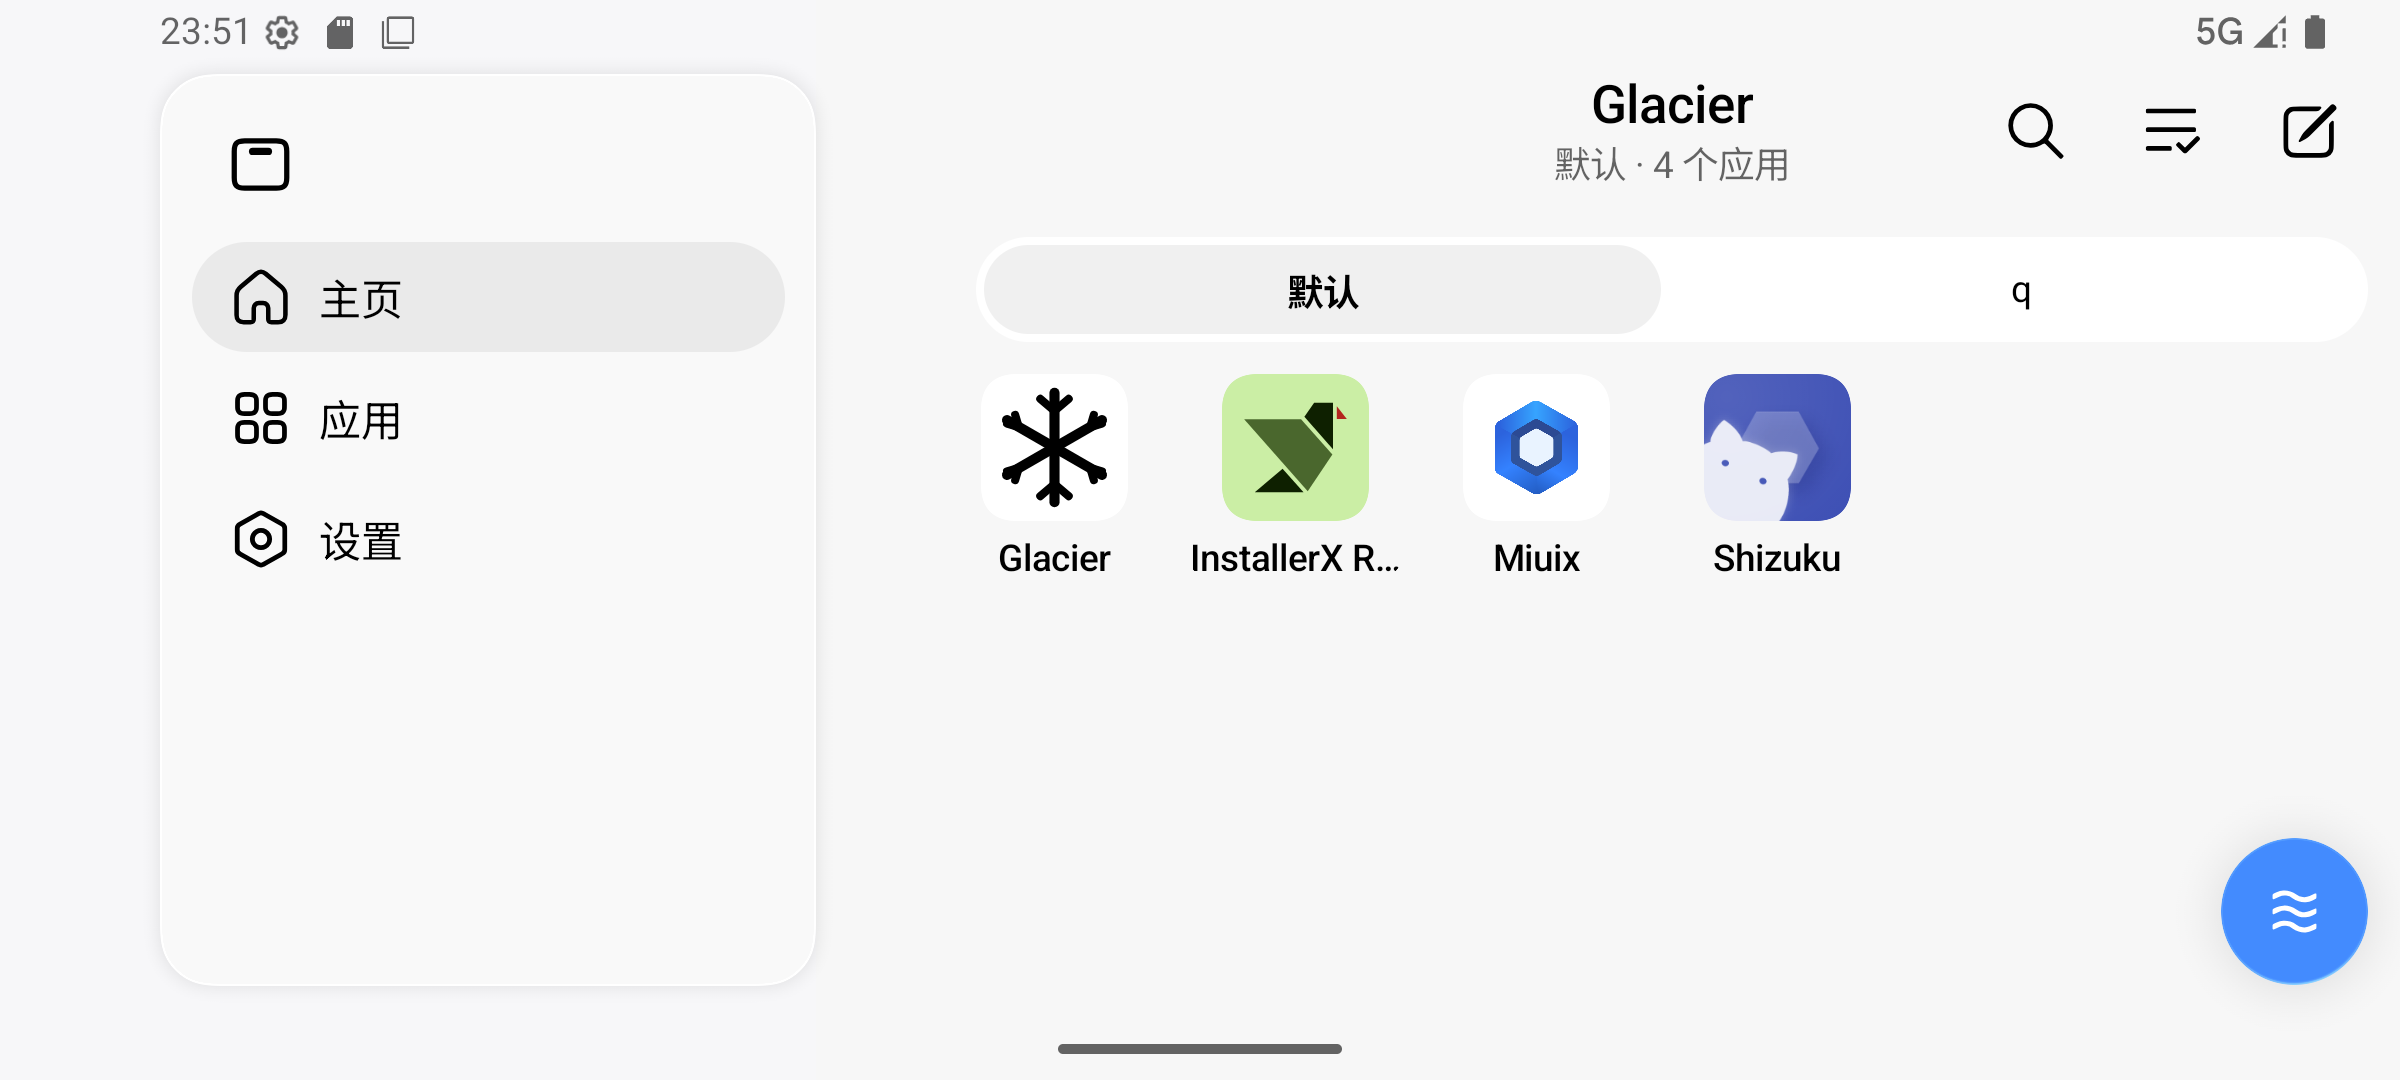 23:51
5G
主页
应用
设置
Glacier
默认 · 4 个应用
默认
q
Glacier
InstallerX R...
Miuix
Shizuku